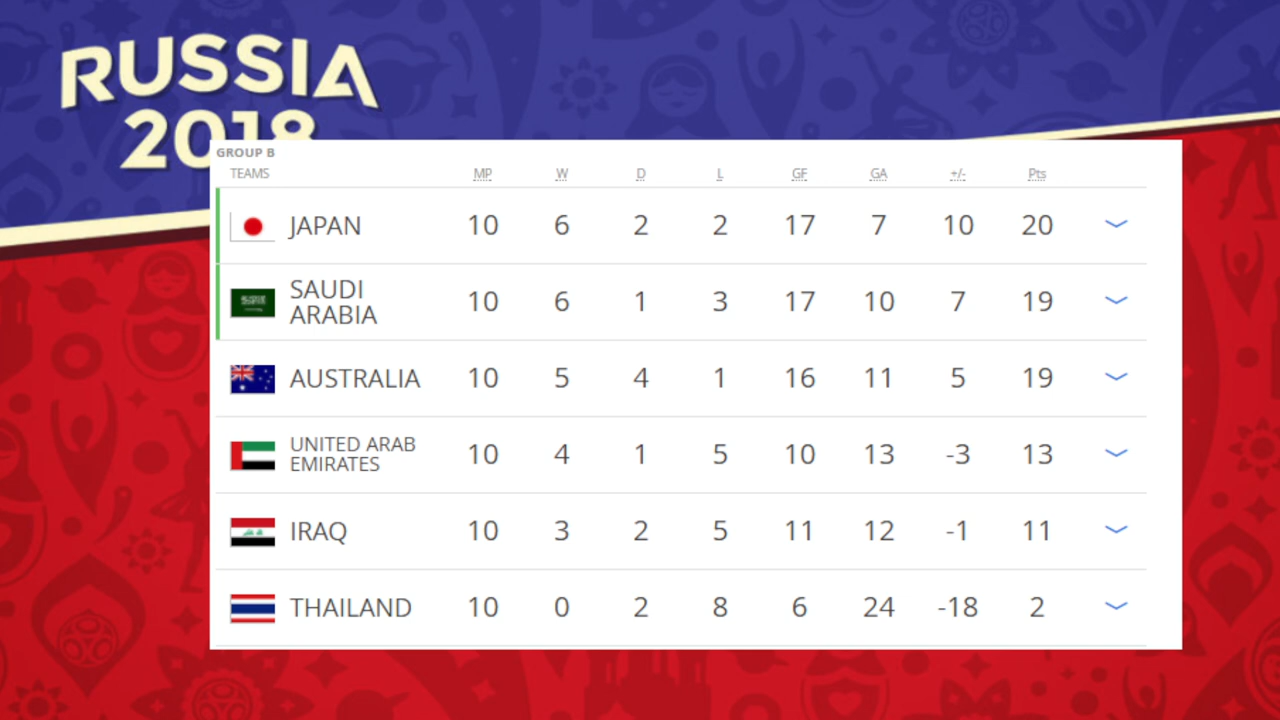 RUSSIA
2018
GROUP B
TEAMS MP W D L GF GA +/- Pts
JAPAN 10 6 2 2 17 7 10 20
SAUDI
ARABIA 10 6 1 3 17 10 7 19
AUSTRALIA 10 5 4 1 16 11 5 19
UNITED ARAB
EMIRATES 10 4 1 5 10 13 -3 13
IRAQ 10 3 2 5 11 12 -1 11
THAILAND 10 0 2 8 6 24 -18 2